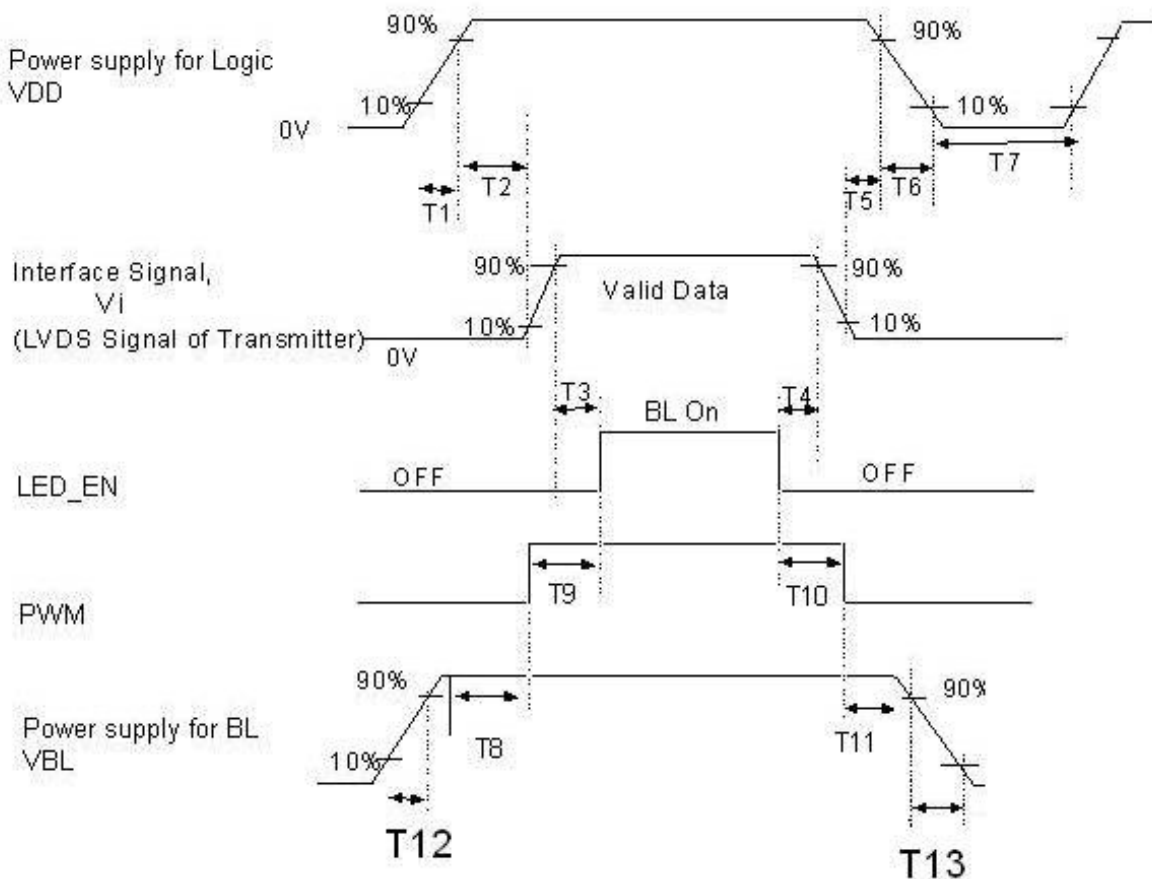 90%
90%
Power supply for Logic
VDD
10%
10%
0V
T1
T2
T5
T6
T7
Interface Signal,
Vi
(LVDS Signal of Transmitter)
90%
Valid Data
90%
10%
10%
0V
T3
T4
BL On
LED_EN
OFF
OFF
T9
T10
PWM
90%
90%
Power supply for BL
VBL
T8
T11
10%
T12
T13